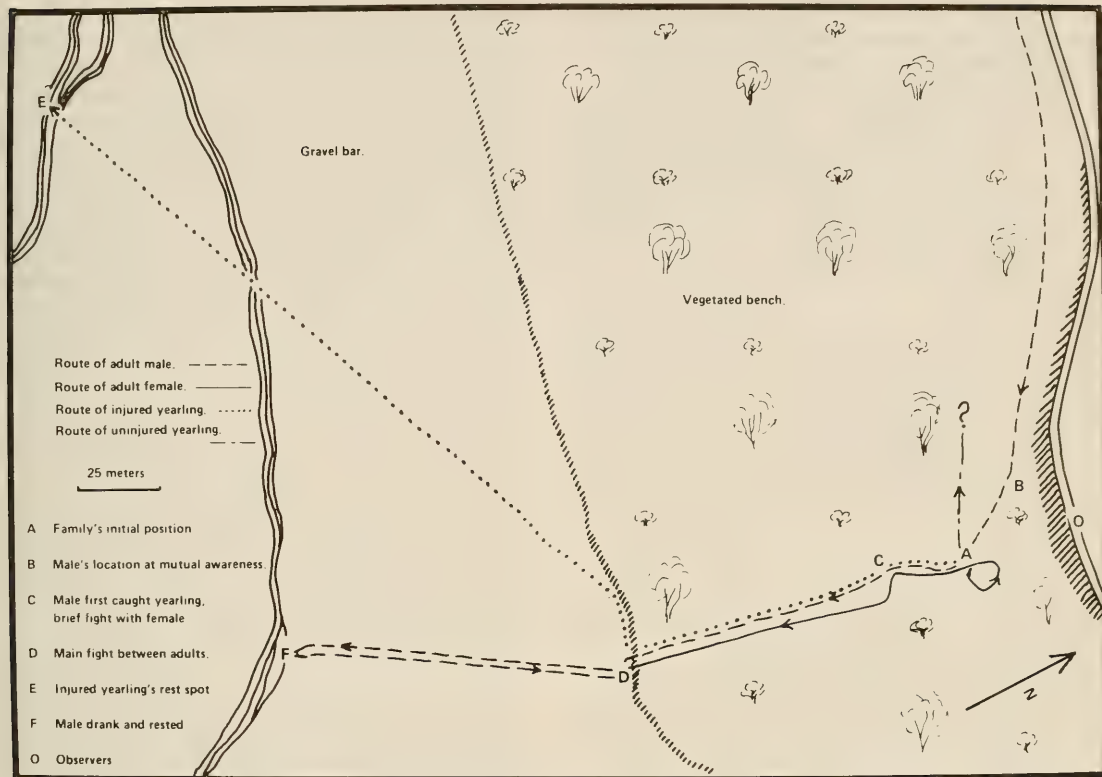 E
Gravel bar.
Vegetated bench.
Route of adult male.
Route of adult female.
Route of injured yearling.
Route of uninjured yearling.
25 meters
?
B
O
A Family's initial position
B Male's location at mutual awareness.
C Male first caught yearling,
brief fight with female
D Main fight between adults.
E Injured yearling's rest spot
F Male drank and rested
O Observers
C
A
F
D
N